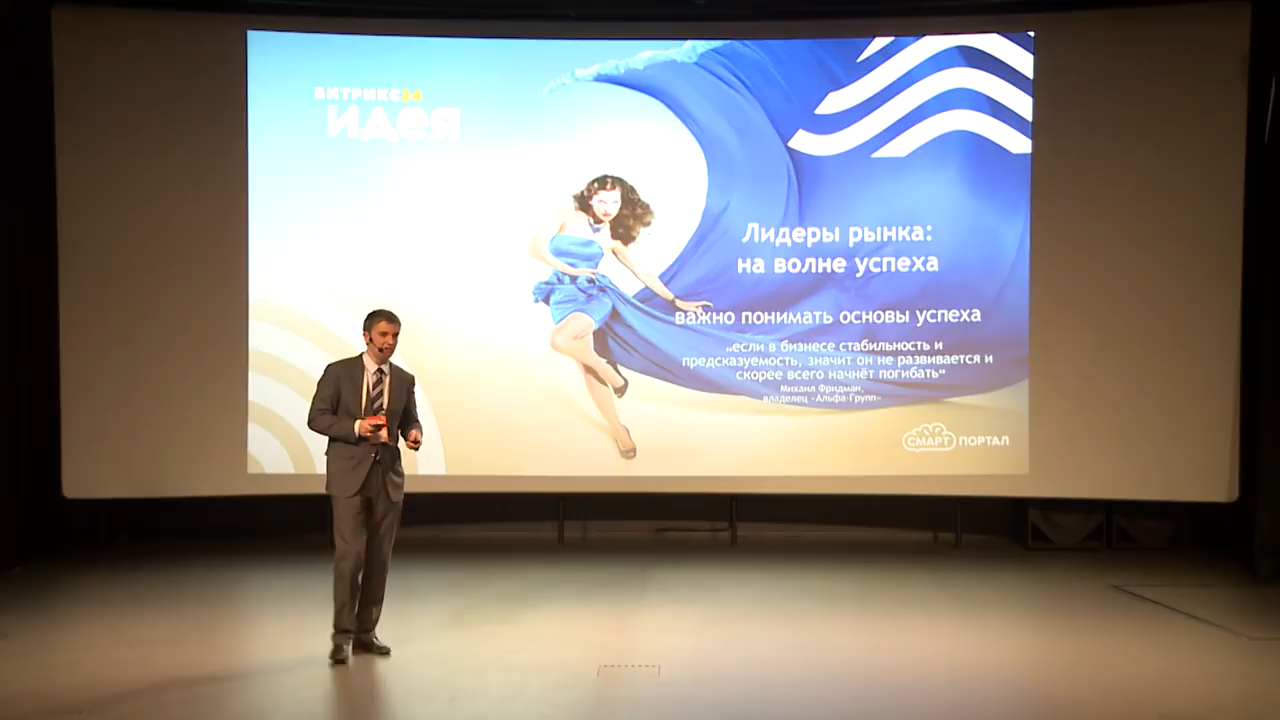 БИТРИКС24
идея
Лидеры рынка:
на волне успеха
важно понимать основы успеха
„если в бизнесе стабильность и
предсказуемость, значит он не развивается и
скорее всего начнёт погибать“
Михаил Фридман,
владелец «Альфа-Групп»
СМАРТ ПОРТАЛ